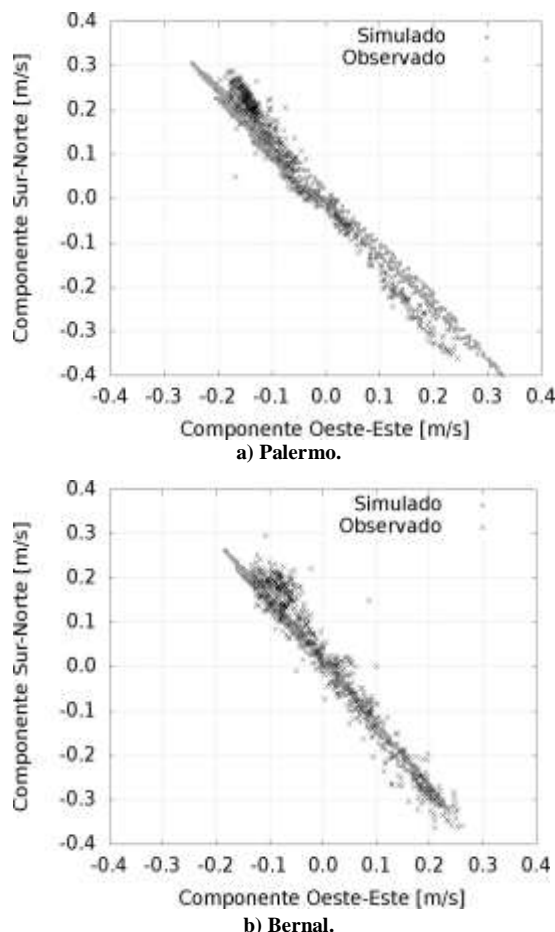 0.4
Simulado
Observado
0.3
0.2
0.1
0.0
-0.1
-0.2
-0.3
-0.4
Componente Sur-Norte [m/s]
-0.4 -0.3 -0.2 -0.1 0.0 0.1 0.2 0.3 0.4
Componente Oeste-Este [m/s]
a) Palermo.
0.4
Simulado
Observado
0.3
0.2
0.1
0.0
-0.1
-0.2
-0.3
-0.4
Componente Sur-Norte [m/s]
-0.4 -0.3 -0.2 -0.1 0.0 0.1 0.2 0.3 0.4
Componente Oeste-Este [m/s]
b) Bernal.